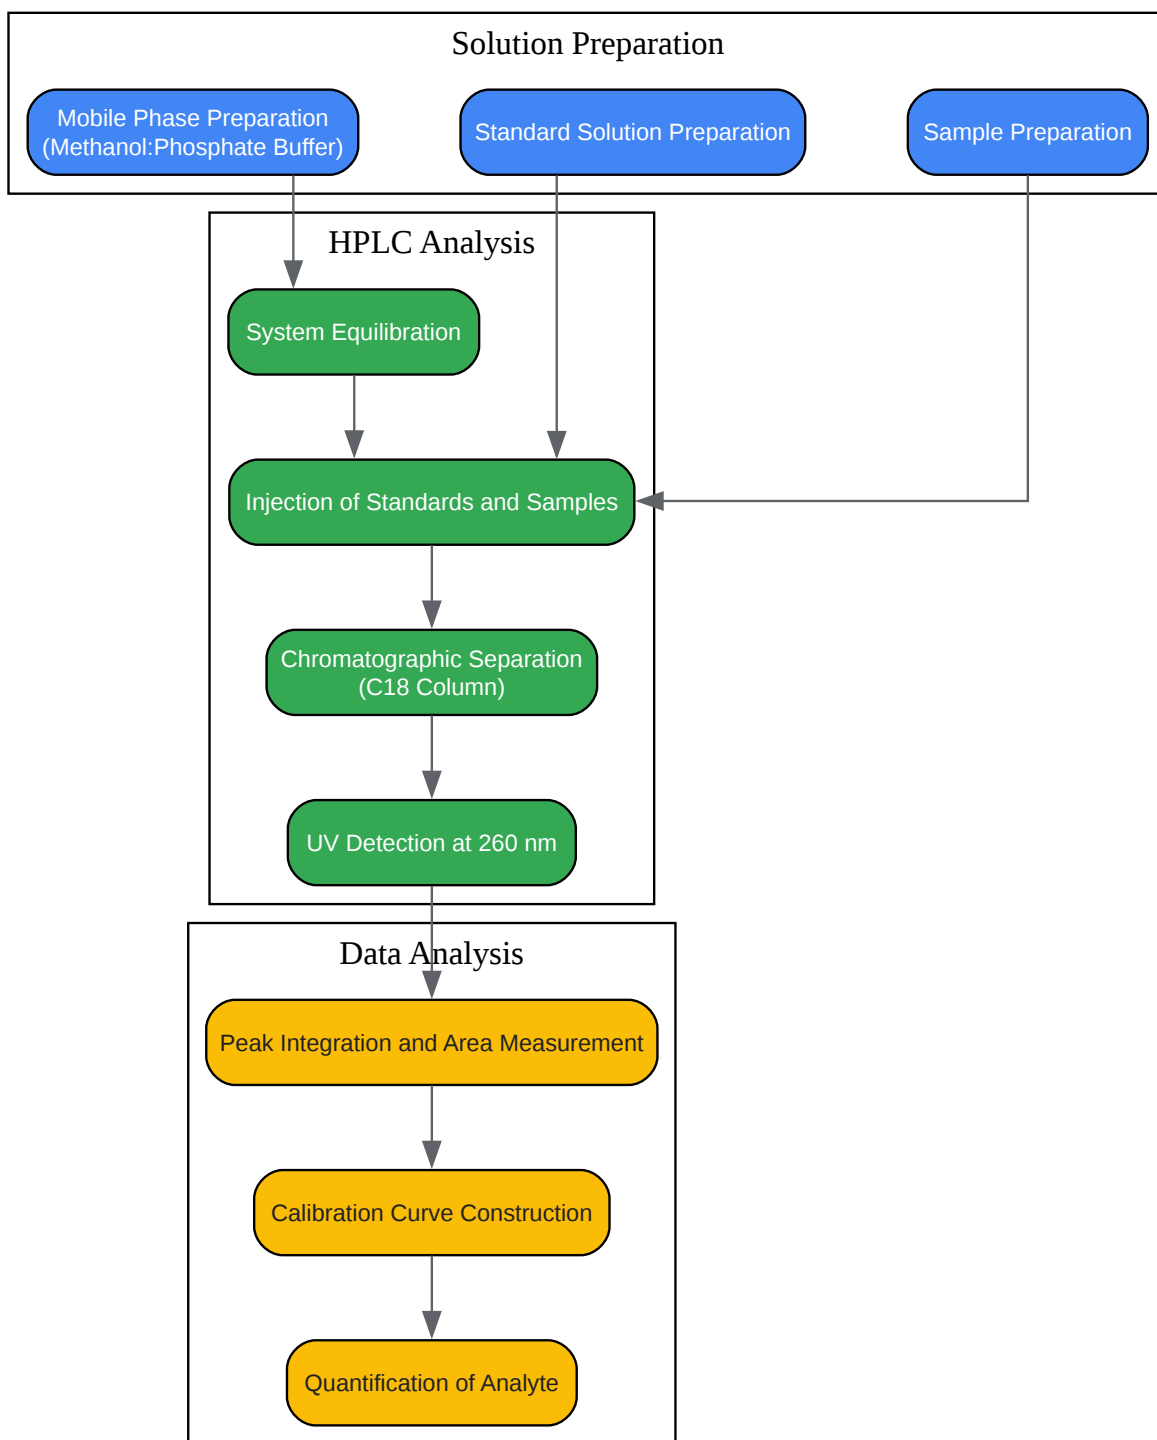 Solution Preparation
Mobile Phase Preparation
(Methanol:Phosphate Buffer)
Standard Solution Preparation
Sample Preparation
HPLC Analysis
System Equilibration
Injection of Standards and Samples
Chromatographic Separation
(C18 Column)
UV Detection at 260 nm
Data Analysis
Peak Integration and Area Measurement
Calibration Curve Construction
Quantification of Analyte